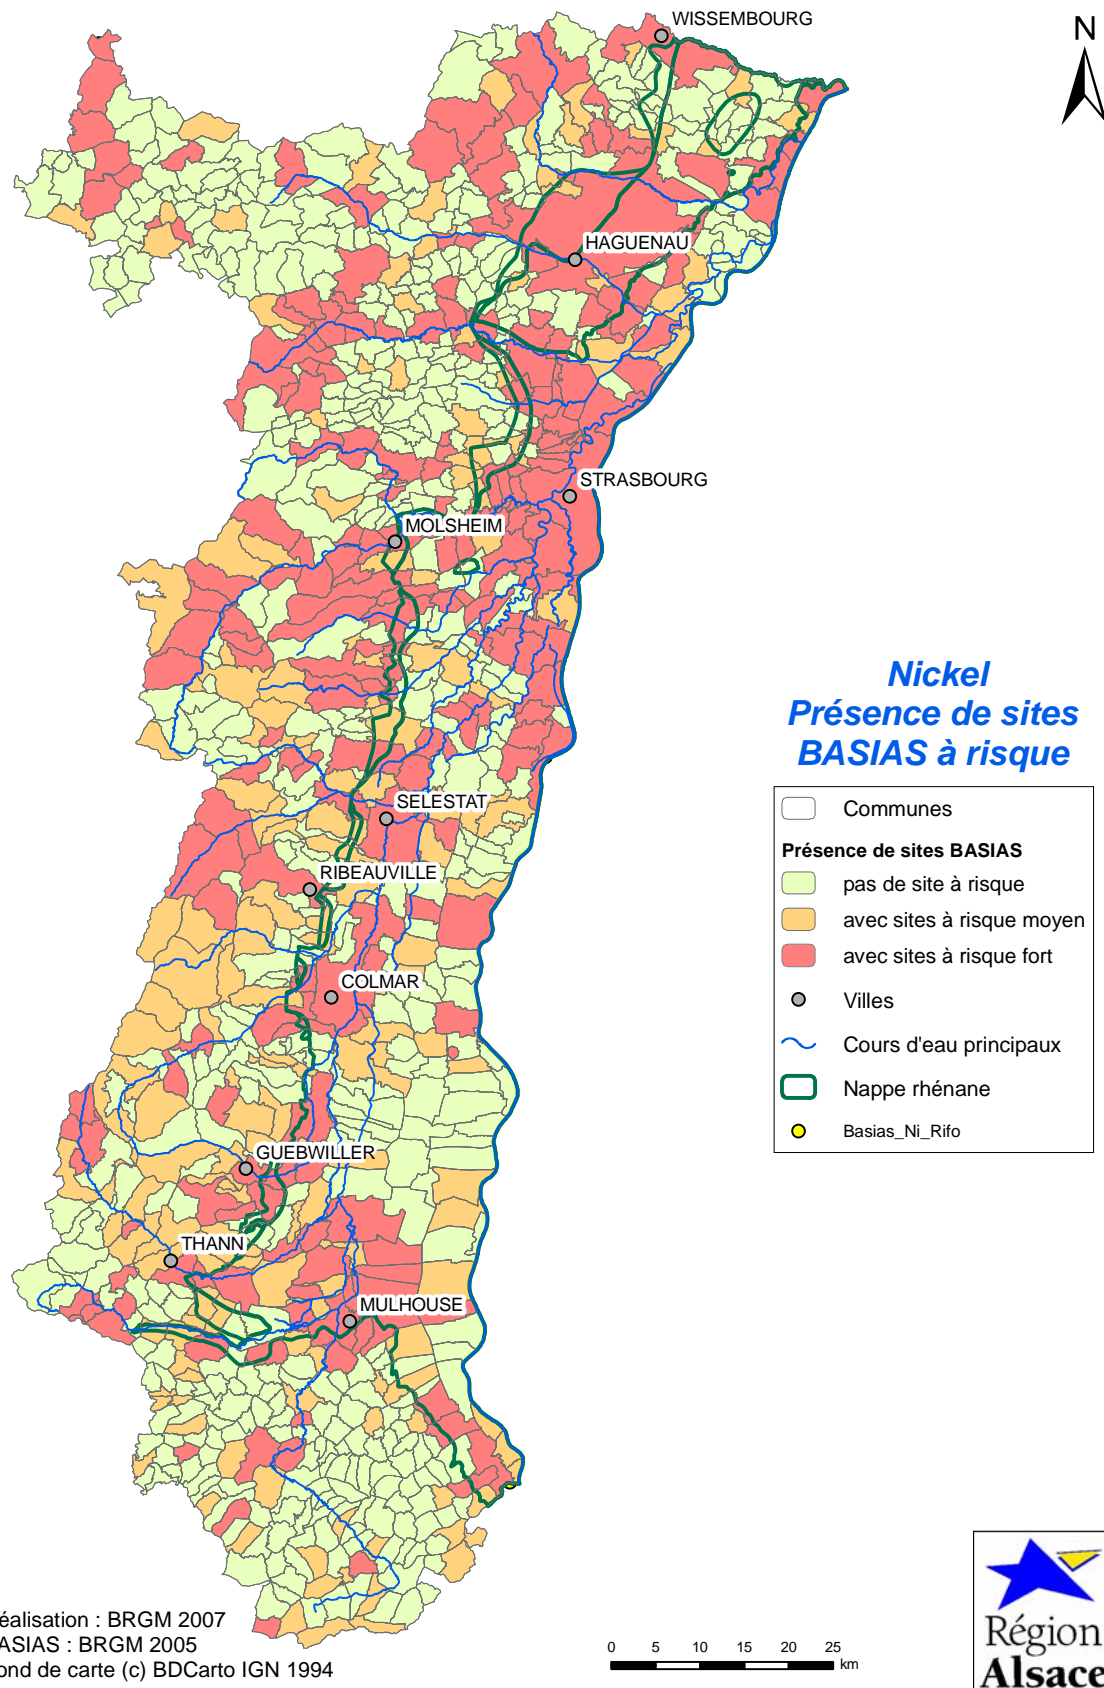 WISSEMBOURG
N
HAGUENAU
STRASBOURG
MOLSHEIM
Nickel
Présence de sites
BASIAS à risque
Communes
Présence de sites BASIAS
pas de site à risque
avec sites à risque moyen
avec sites à risque fort
Villes
Cours d'eau principaux
Nappe rhénane
Basias_Ni_Rifo
SELESTAT
RIBEAUVILLE
COLMAR
GUEBWILLER
THANN
MULHOUSE
éalisation : BRGM 2007
ASIAS : BRGM 2005
ond de carte (c) BDCarto IGN 1994
0 5 10 15 20 25
km
Région
Alsace